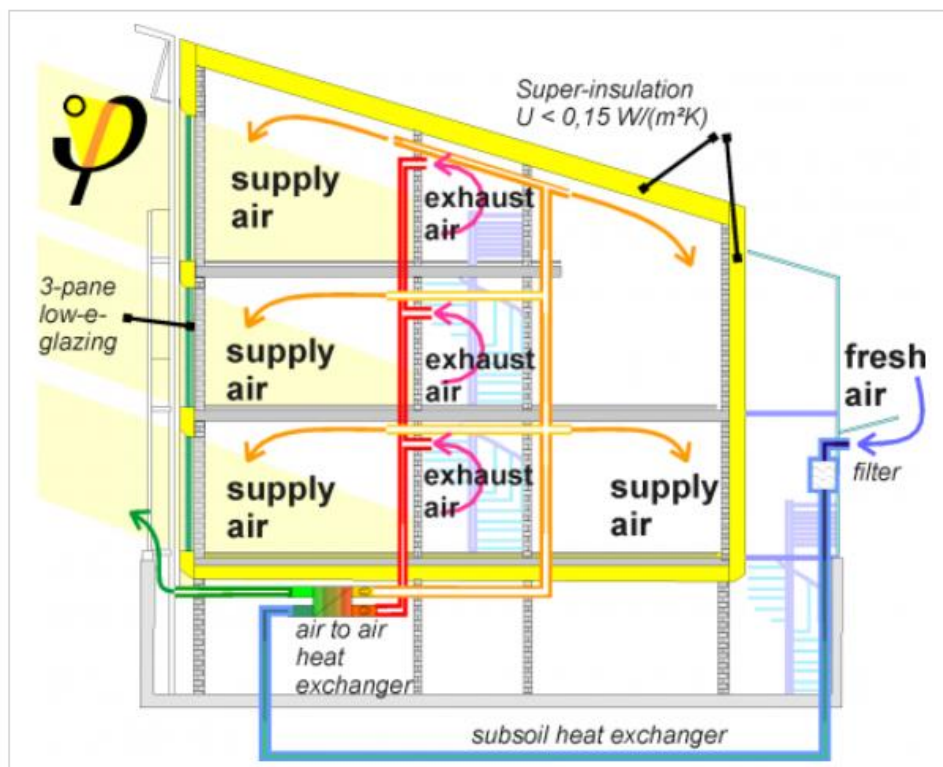 Super-insulation
U < 0,15 W/(m²K)
supply
air
exhaust
air
3-pane
low-e-
glazing
supply
air
exhaust
air
fresh
air
filter
supply
air
exhaust
air
supply
air
air to air
heat
exchanger
subsoil heat exchanger